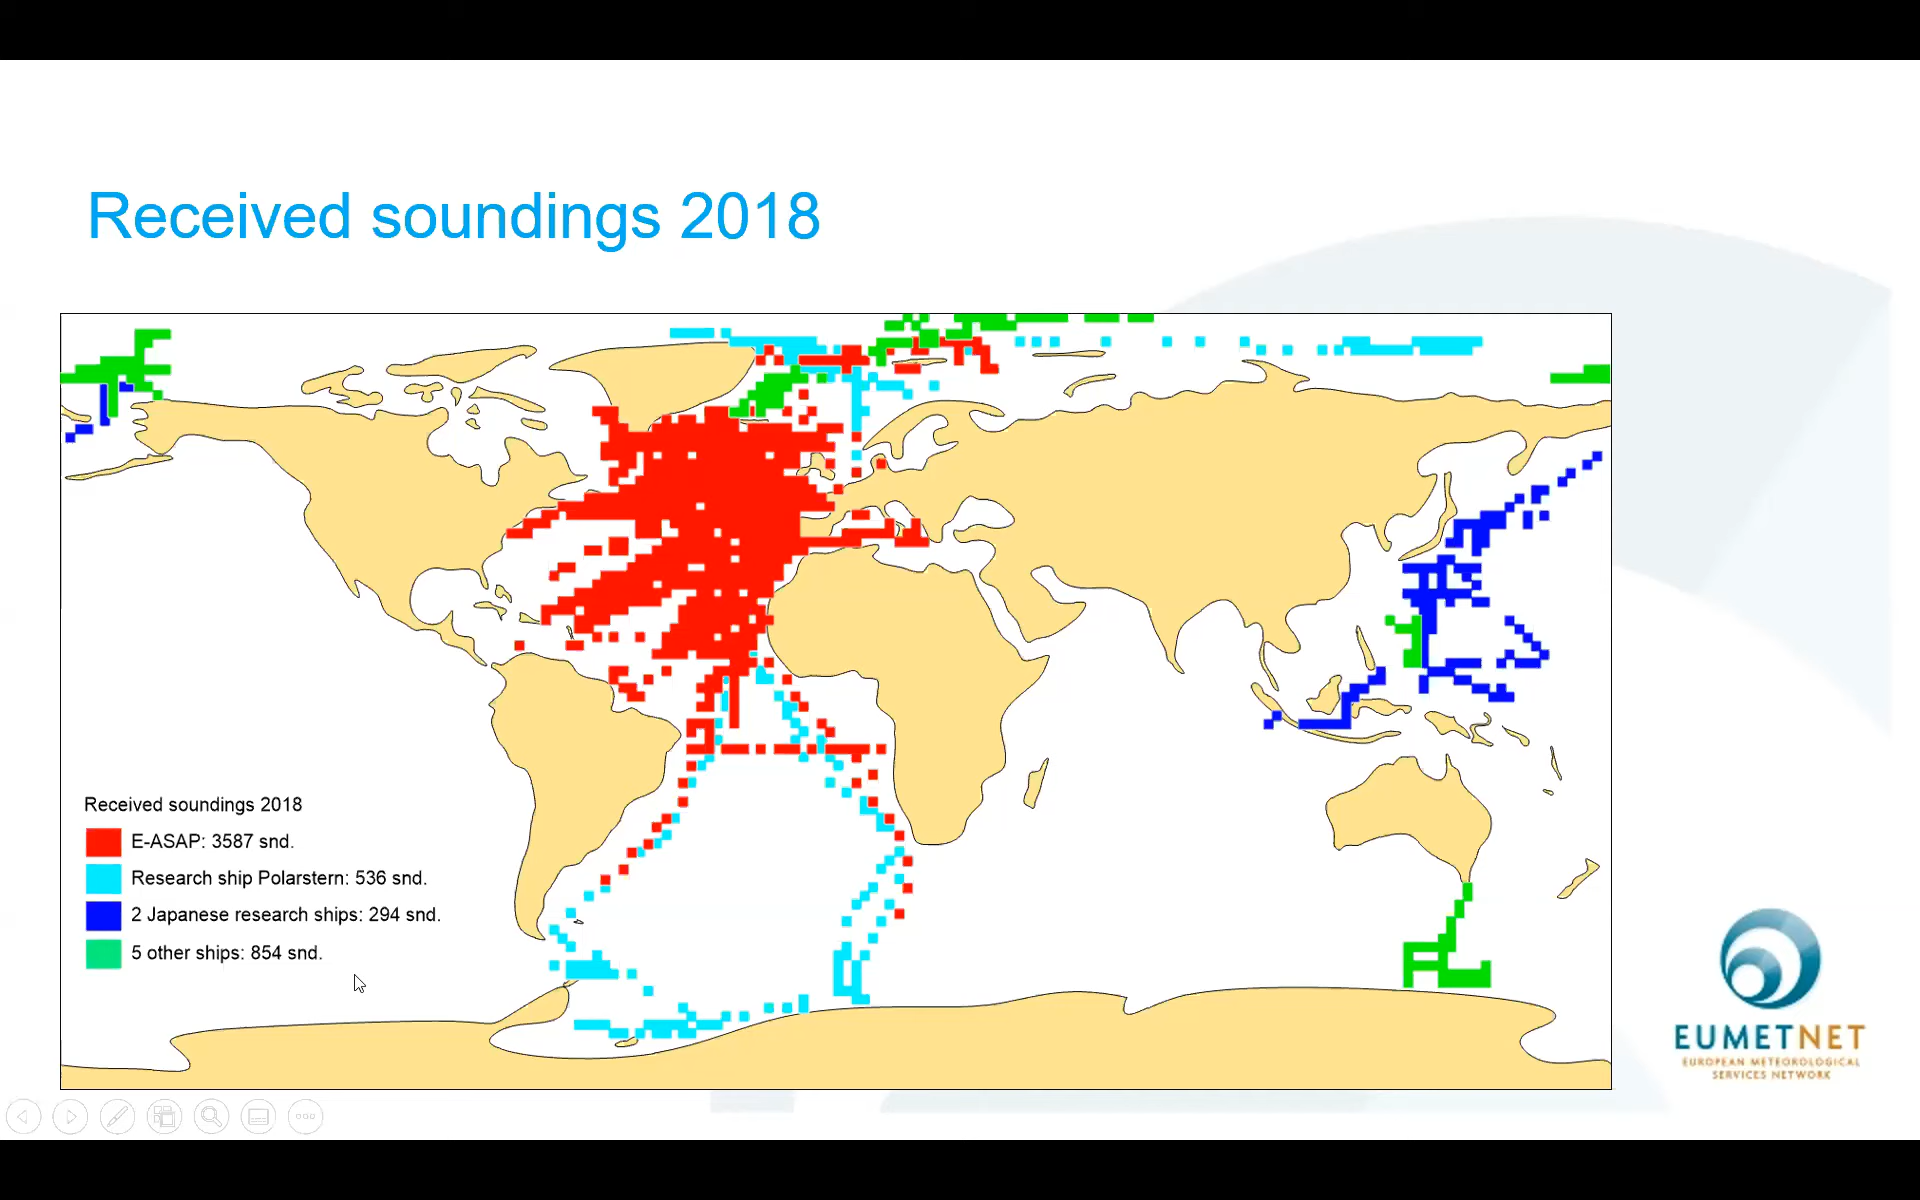 Received soundings 2018
Received soundings 2018
E-ASAP: 3587 snd.
Research ship Polarstern: 536 snd.
2 Japanese research ships: 294 snd.
5 other ships: 854 snd.
EUMETNET
EUROPEAN METEOROLOGICAL
SERVICES NETWORK